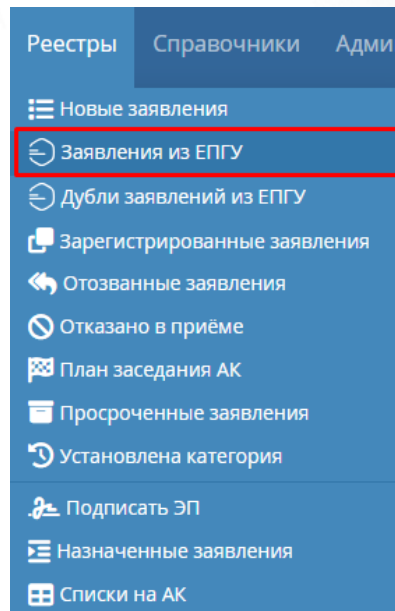 Реестры Справочники Адми
Новые заявления
Заявления из ЕПГУ
Дубли заявлений из ЕПГУ
Зарегистрированные заявления
Отозванные заявления
Отказано в приёме
План заседания АК
Просроченные заявления
Установлена категория
Подписать ЭП
Назначенные заявления
Списки на АК